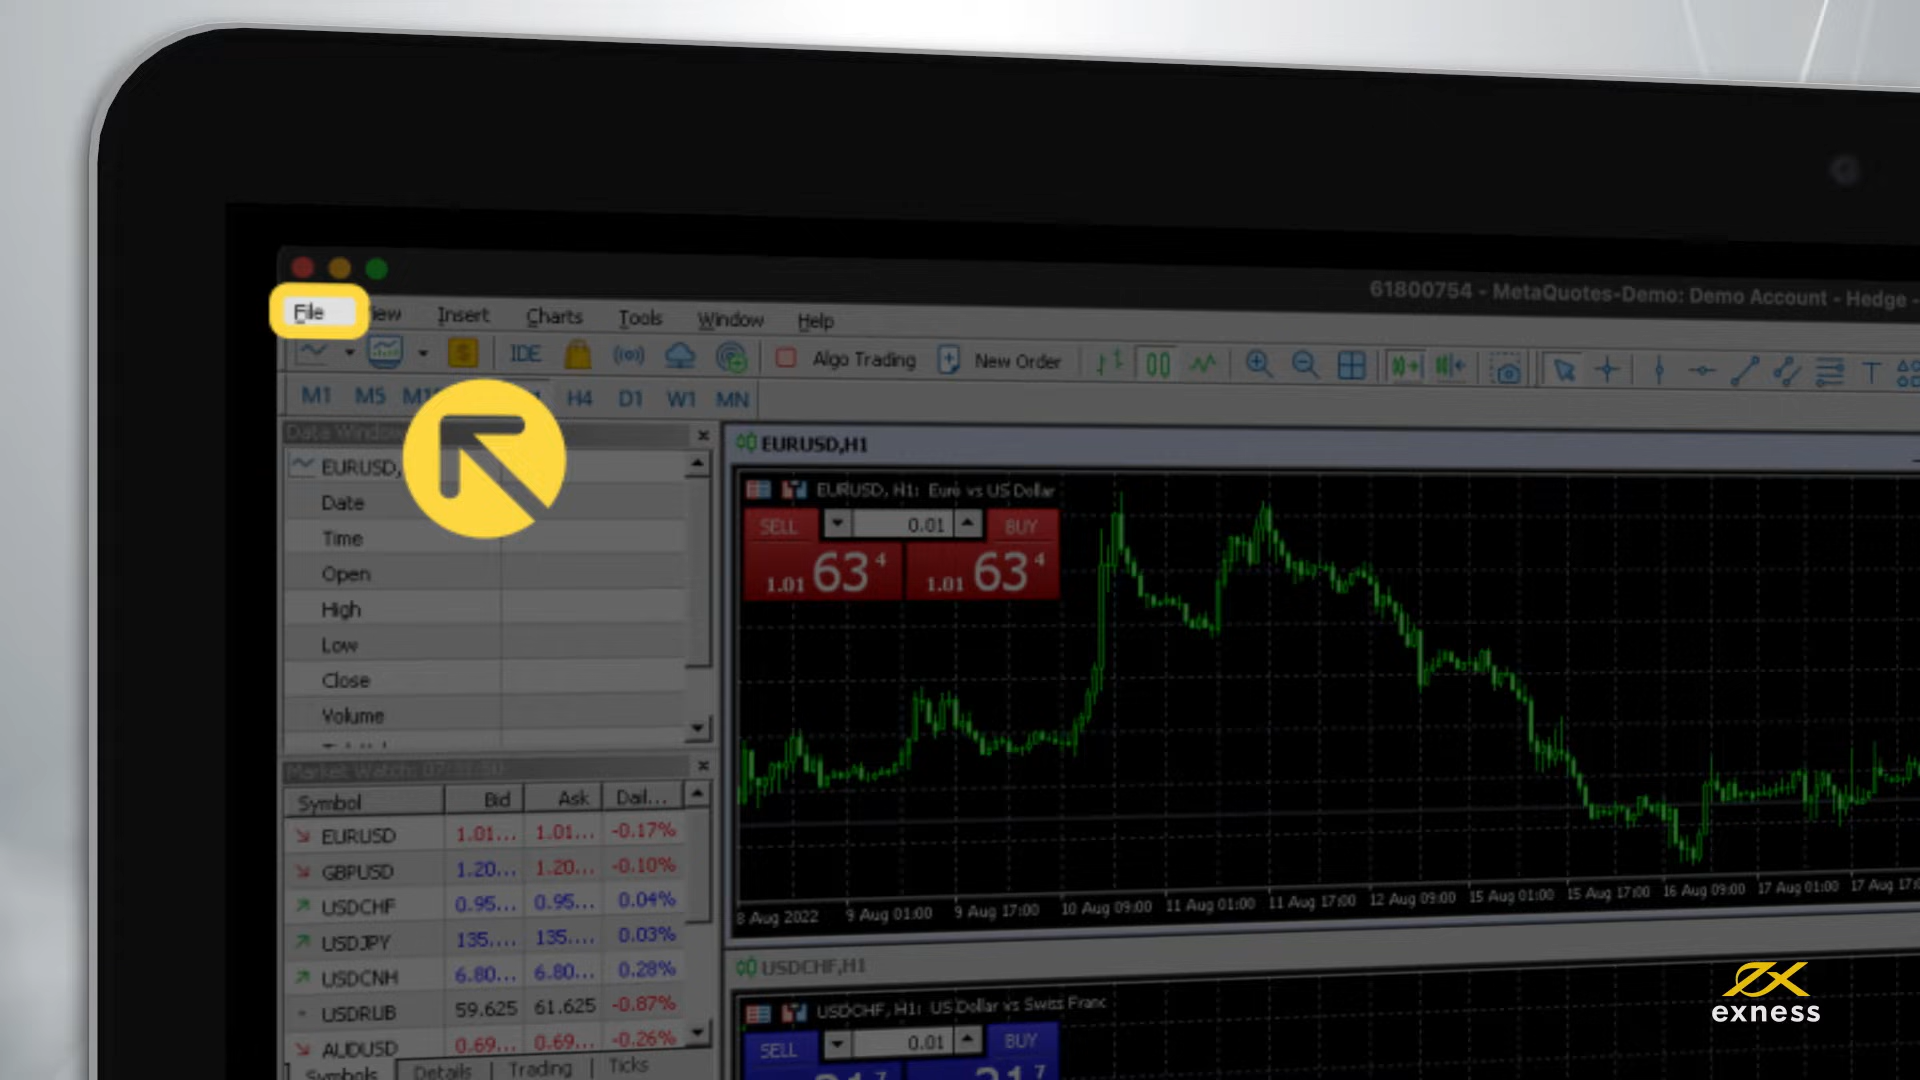 61800754 - MetaQuotes-Demo: Demo Account - Hedge -
File
Insert Charts Tools Window Help
IDE Algo Trading New Order
M1 M5 H4 D1 W1 MN
Data Window
EURUSD,
Date
Time
Open
High
Low
Close
Volume
Market Watch:
Symbol Bid Ask Dail...
EURUSD 1.01... 1.01... -0.17%
GBPUSD 1.20... 1.20... -0.10%
USDCHF 0.95... 0.95... 0.04%
USDJPY 135.... 135.... 0.03%
USDCNH 6.80... 6.80... 0.28%
USDRUB 59.625 61.625 -0.87%
AUDUSD 0.69... 0.69... -0.26%
Symbols Details Trading Ticks
EURUSD,H1
EURUSD, H1: Euro vs US Dollar
SELL 0.01 BUY
1.01 63 4 1.01 63 4
8 Aug 2022 9 Aug 01:00 9 Aug 17:00 10 Aug 09:00 11 Aug 01:00 11 Aug 17:00 12 Aug 09:00 15 Aug 01:00 15 Aug 17:00 16 Aug 09:00 17 Aug 01:00
USDCHF,H1
USDCHF, H1: US Dollar vs Swiss Franc
SELL 0.01 BUY
exness